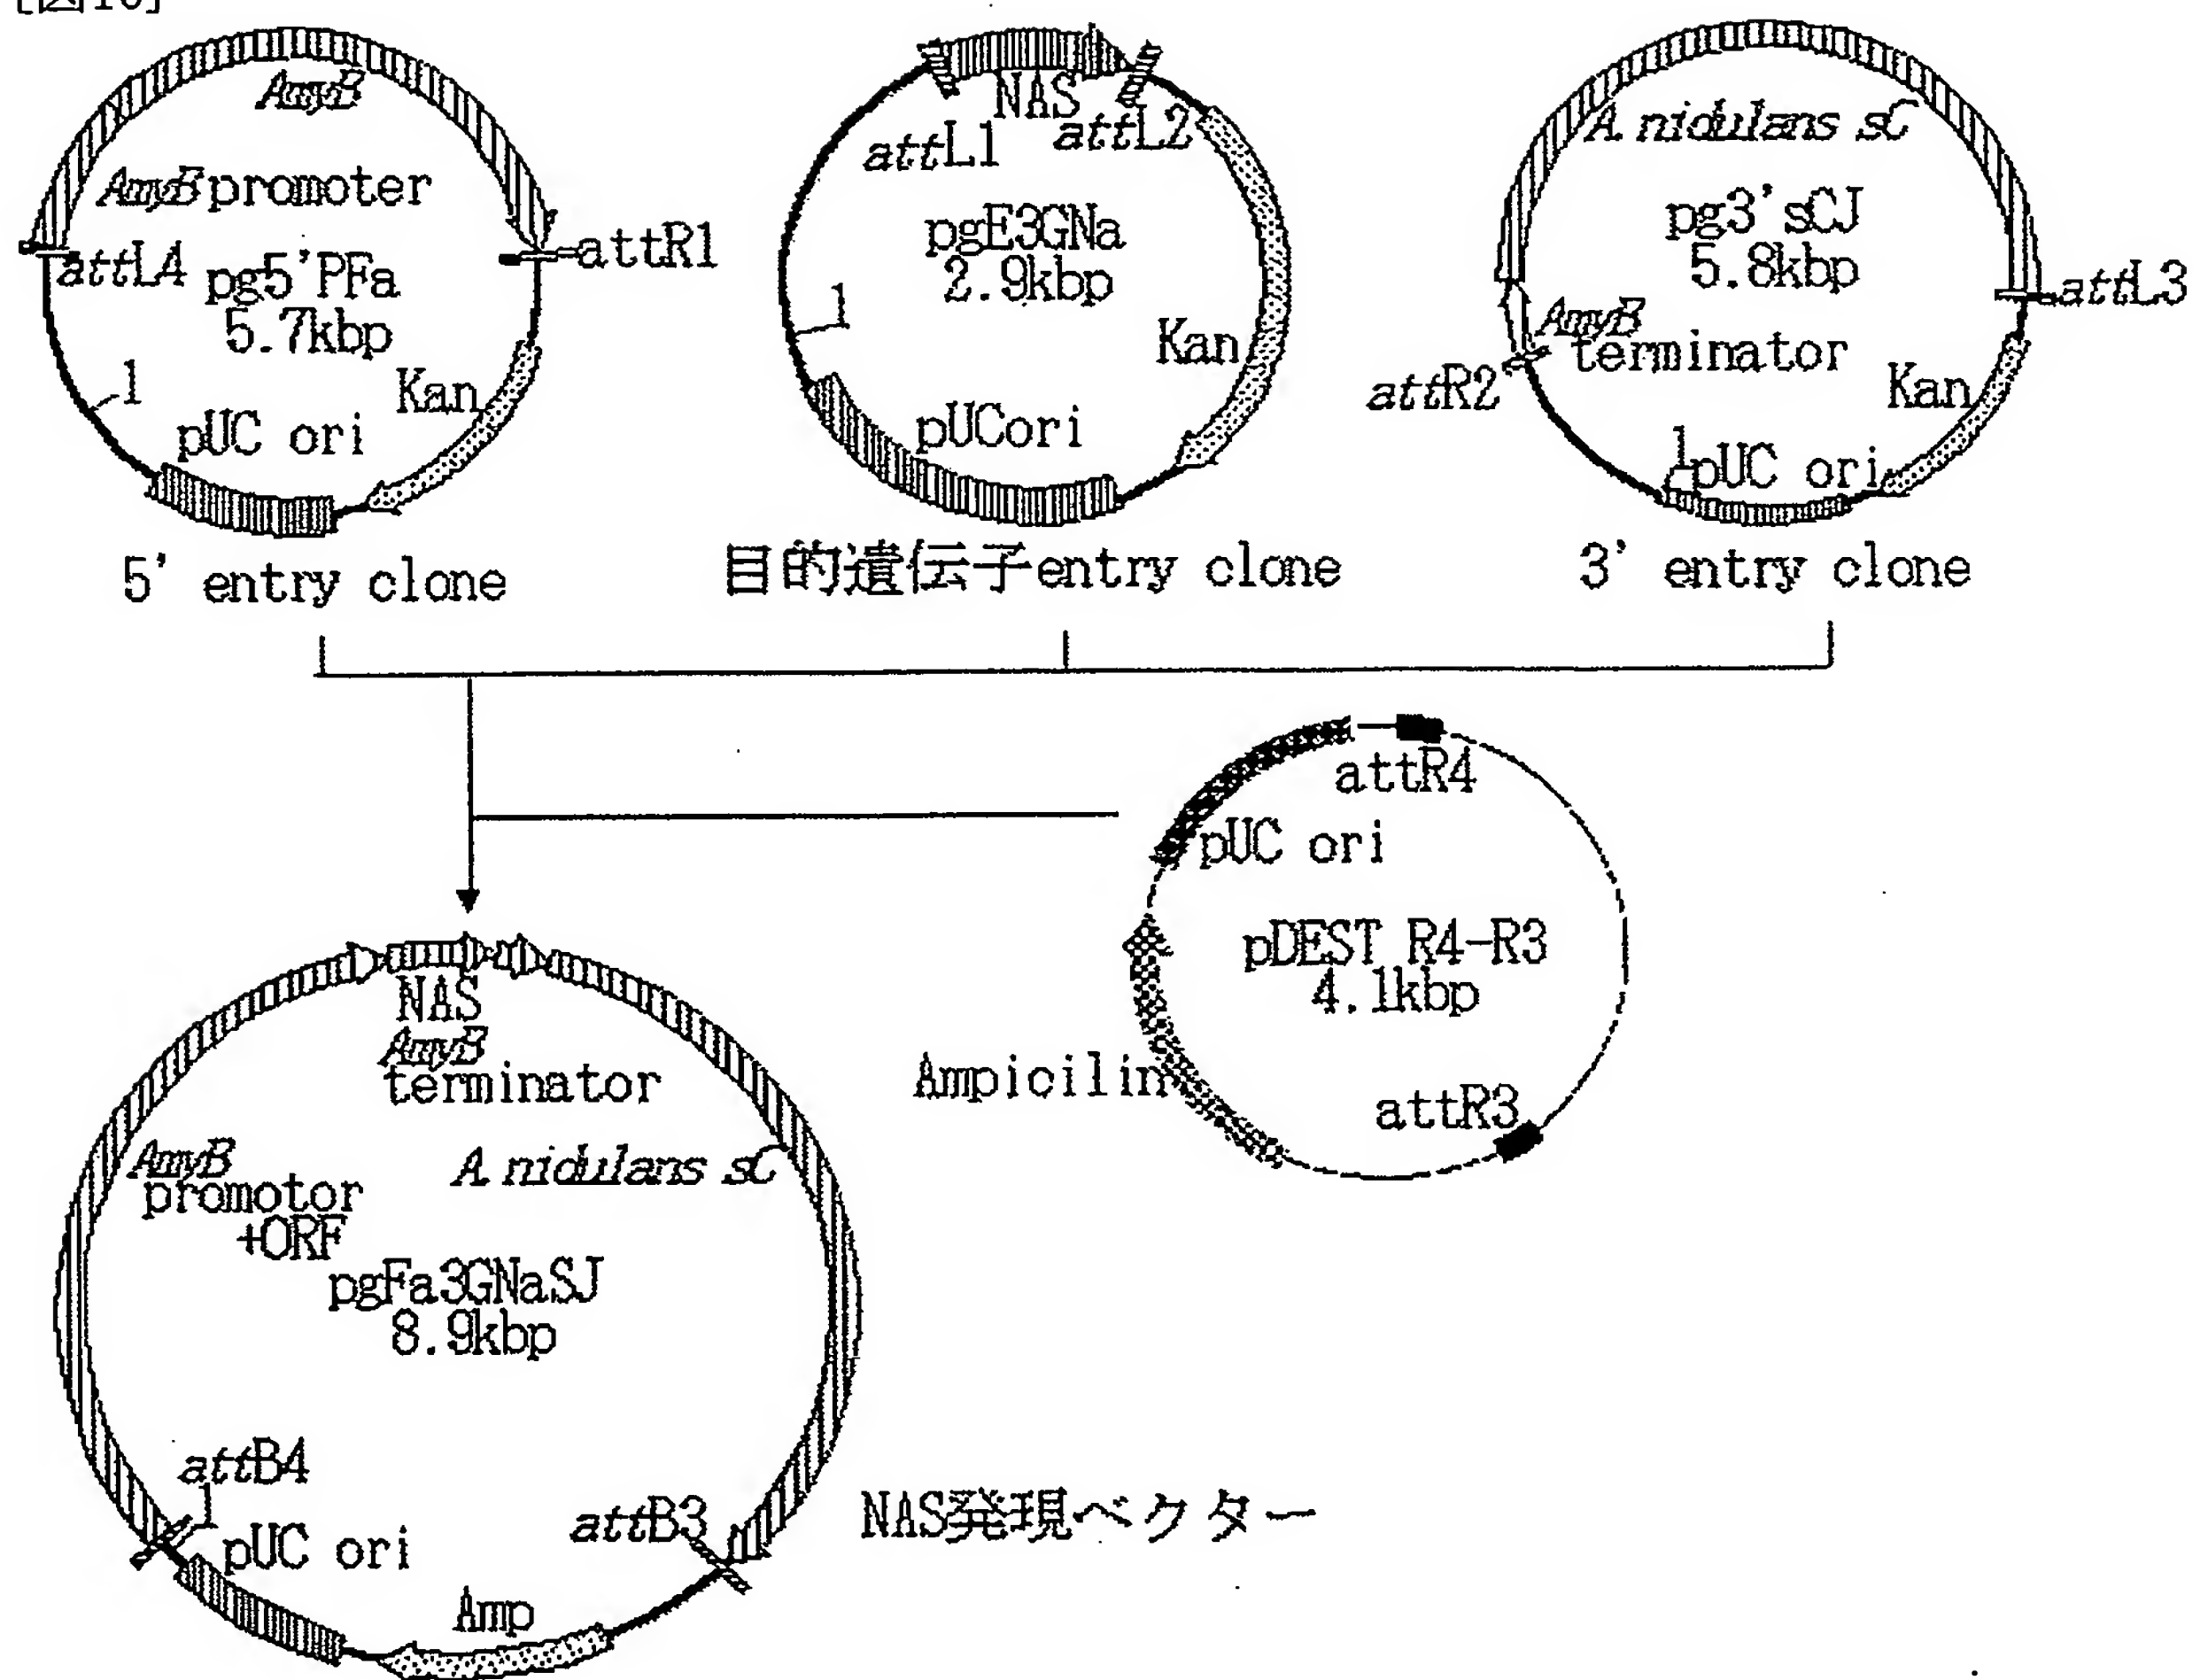 [図10]
AmyB
AmyB promoter
attL4
pg5'PFa
5.7kbp
attR1
1
Kan
pUC ori
5' entry clone
NAS
attL1
attL2
pgE3GNa
2.9kbp
1
Kan
pUCori
目的遺伝子entry clone
A. nidulans sC
pg3'sCJ
5.8kbp
attL3
AmyB
terminator
attR2
Kan
1
pUC ori
3' entry clone
attR4
pUC ori
pDEST R4-R3
4.1kbp
Ampicilin
attR3
NAS
AmyB
terminator
AmyB
promotor
+ORF
A. nidulans sC
pgFa3GNaSJ
8.9kbp
attB4
1
pUC ori
attB3
Amp
NAS発現ベクター